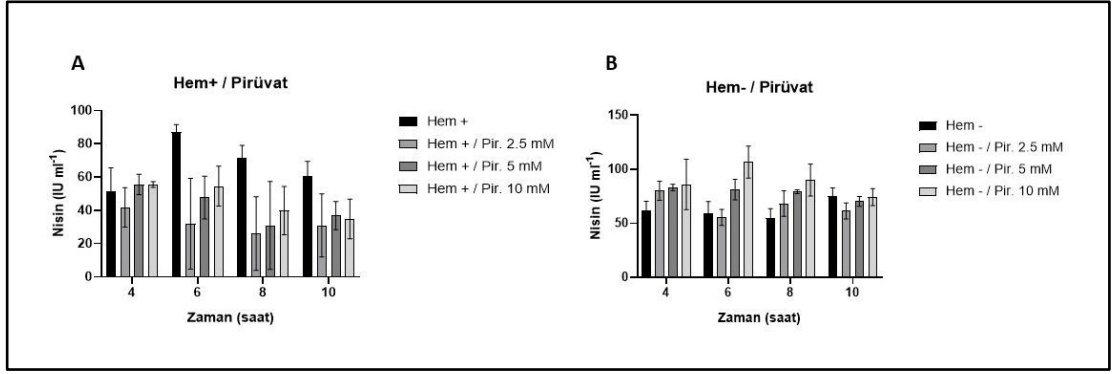 A
Hem+ / Pirüvat
100
80
60
40
20
0
Nisin (IU ml⁻¹)
4 6 8 10
Zaman (saat)
Hem +
Hem + / Pir. 2.5 mM
Hem + / Pir. 5 mM
Hem + / Pir. 10 mM
B
Hem- / Pirüvat
150
100
50
0
Nisin (IU ml⁻¹)
4 6 8 10
Zaman (saat)
Hem -
Hem - / Pir. 2.5 mM
Hem - / Pir. 5 mM
Hem - / Pir. 10 mM